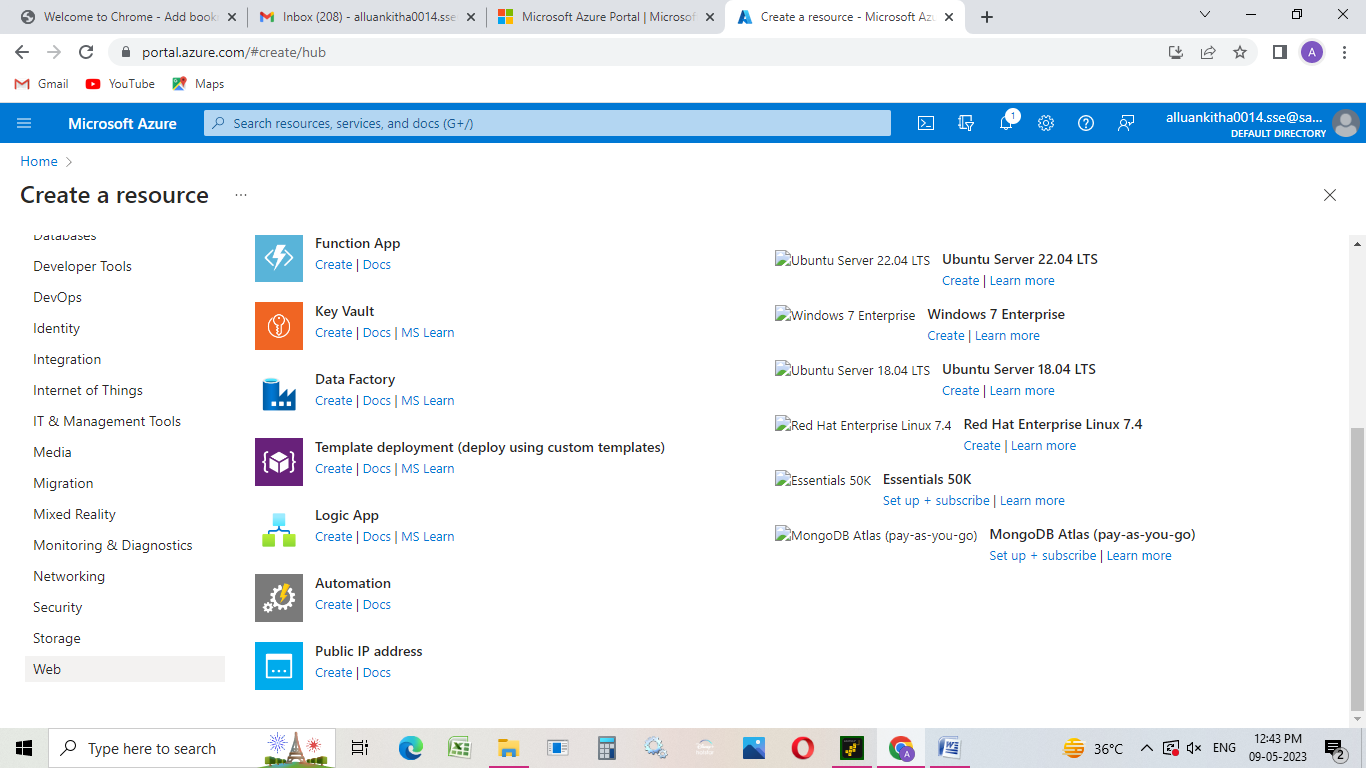 Welcome to Chrome - Add book
Inbox (208) - alluankitha0014.sse
Microsoft Azure Portal | Microsof
Create a resource - Microsoft Azu
portal.azure.com/#create/hub
A
Gmail
YouTube
Maps
Microsoft Azure
Search resources, services, and docs (G+/)
1
alluankitha0014.sse@sa...
DEFAULT DIRECTORY
Home
Create a resource
...
Databases
Developer Tools
DevOps
Identity
Integration
Internet of Things
IT & Management Tools
Media
Migration
Mixed Reality
Monitoring & Diagnostics
Networking
Security
Storage
Web
Function App
Create | Docs
Key Vault
Create | Docs | MS Learn
Data Factory
Create | Docs | MS Learn
Template deployment (deploy using custom templates)
Create | Docs | MS Learn
Logic App
Create | Docs | MS Learn
Automation
Create | Docs
Public IP address
Create | Docs
Ubuntu Server 22.04 LTS
Ubuntu Server 22.04 LTS
Create | Learn more
Windows 7 Enterprise
Windows 7 Enterprise
Create | Learn more
Ubuntu Server 18.04 LTS
Ubuntu Server 18.04 LTS
Create | Learn more
Red Hat Enterprise Linux 7.4
Red Hat Enterprise Linux 7.4
Create | Learn more
Essentials 50K
Essentials 50K
Set up + subscribe | Learn more
MongoDB Atlas (pay-as-you-go)
MongoDB Atlas (pay-as-you-go)
Set up + subscribe | Learn more
Type here to search
A
36°C
ENG
12:43 PM
09-05-2023
2